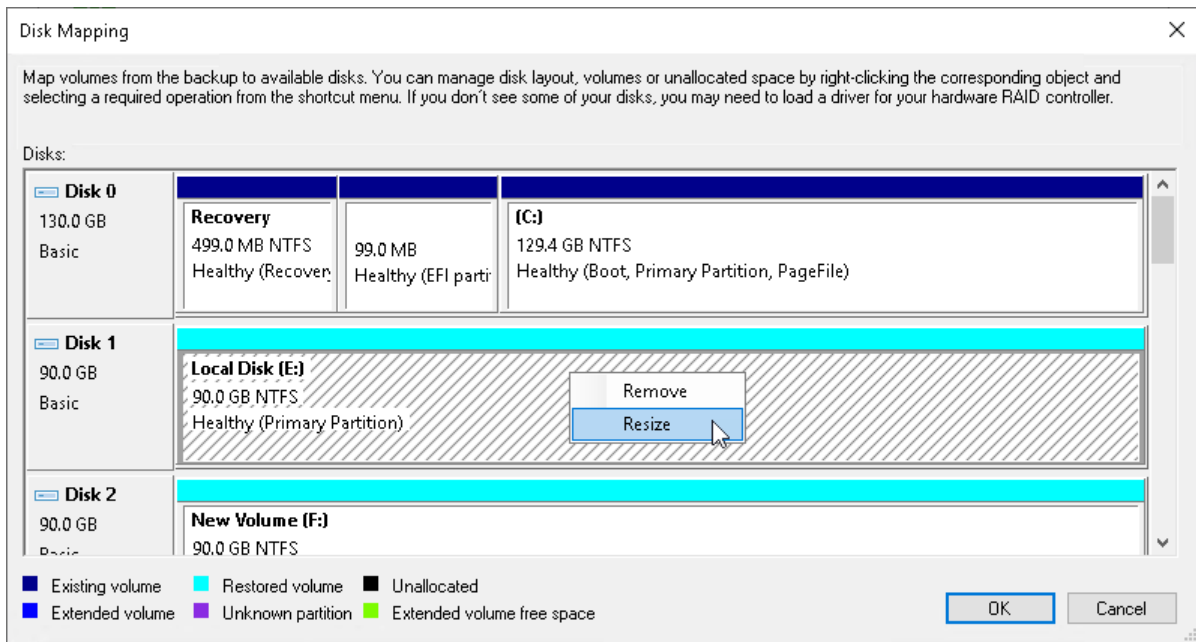 Disk Mapping
Map volumes from the backup to available disks. You can manage disk layout, volumes or unallocated space by right-clicking the corresponding object and
selecting a required operation from the shortcut menu. If you don´t see some of your disks, you may need to load a driver for your hardware RAID controller.
Disks:
Disk 0
130.0 GB
Basic
Recovery
499.0 MB NTFS
Healthy (Recovery
99.0 MB
Healthy (EFI parti
(C:)
129.4 GB NTFS
Healthy (Boot, Primary Partition, PageFile)
Disk 1
90.0 GB
Basic
Local Disk (E:)
90.0 GB NTFS
Healthy (Primary Partition)
Remove
Resize
Disk 2
90.0 GB
Basic
New Volume (F:)
90.0 GB NTFS
Existing volume
Restored volume
Unallocated
Extended volume
Unknown partition
Extended volume free space
OK
Cancel